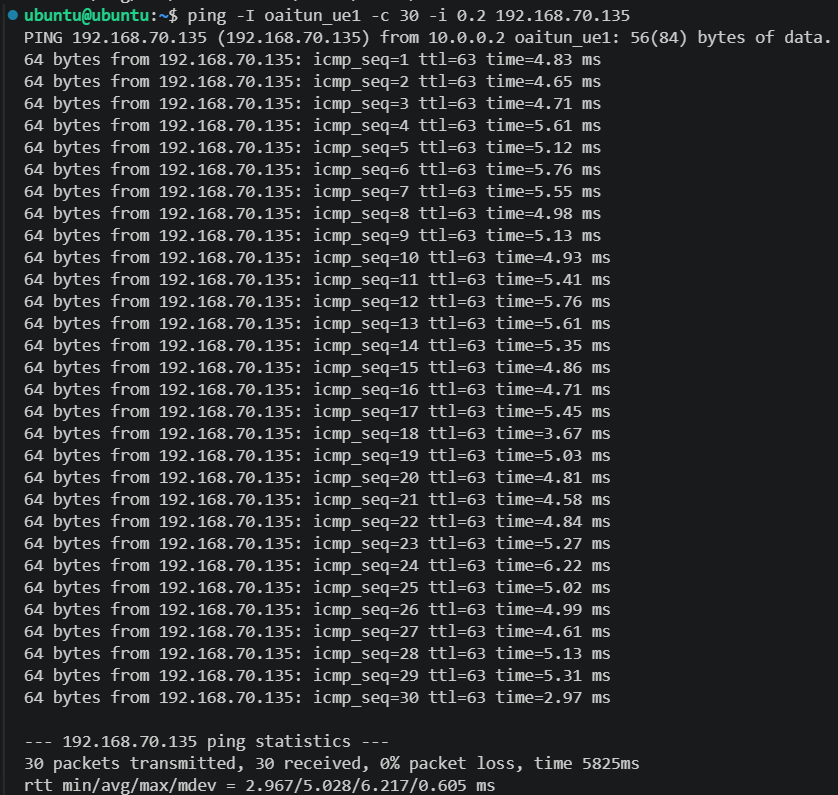 ubuntu@ubuntu:~$ ping -I oaitun_ue1 -c 30 -i 0.2 192.168.70.135
PING 192.168.70.135 (192.168.70.135) from 10.0.0.2 oaitun_ue1: 56(84) bytes of data.
64 bytes from 192.168.70.135: icmp_seq=1 ttl=63 time=4.83 ms
64 bytes from 192.168.70.135: icmp_seq=2 ttl=63 time=4.65 ms
64 bytes from 192.168.70.135: icmp_seq=3 ttl=63 time=4.71 ms
64 bytes from 192.168.70.135: icmp_seq=4 ttl=63 time=5.61 ms
64 bytes from 192.168.70.135: icmp_seq=5 ttl=63 time=5.12 ms
64 bytes from 192.168.70.135: icmp_seq=6 ttl=63 time=5.76 ms
64 bytes from 192.168.70.135: icmp_seq=7 ttl=63 time=5.55 ms
64 bytes from 192.168.70.135: icmp_seq=8 ttl=63 time=4.98 ms
64 bytes from 192.168.70.135: icmp_seq=9 ttl=63 time=5.13 ms
64 bytes from 192.168.70.135: icmp_seq=10 ttl=63 time=4.93 ms
64 bytes from 192.168.70.135: icmp_seq=11 ttl=63 time=5.41 ms
64 bytes from 192.168.70.135: icmp_seq=12 ttl=63 time=5.76 ms
64 bytes from 192.168.70.135: icmp_seq=13 ttl=63 time=5.61 ms
64 bytes from 192.168.70.135: icmp_seq=14 ttl=63 time=5.35 ms
64 bytes from 192.168.70.135: icmp_seq=15 ttl=63 time=4.86 ms
64 bytes from 192.168.70.135: icmp_seq=16 ttl=63 time=4.71 ms
64 bytes from 192.168.70.135: icmp_seq=17 ttl=63 time=5.45 ms
64 bytes from 192.168.70.135: icmp_seq=18 ttl=63 time=3.67 ms
64 bytes from 192.168.70.135: icmp_seq=19 ttl=63 time=5.03 ms
64 bytes from 192.168.70.135: icmp_seq=20 ttl=63 time=4.81 ms
64 bytes from 192.168.70.135: icmp_seq=21 ttl=63 time=4.58 ms
64 bytes from 192.168.70.135: icmp_seq=22 ttl=63 time=4.84 ms
64 bytes from 192.168.70.135: icmp_seq=23 ttl=63 time=5.27 ms
64 bytes from 192.168.70.135: icmp_seq=24 ttl=63 time=6.22 ms
64 bytes from 192.168.70.135: icmp_seq=25 ttl=63 time=5.02 ms
64 bytes from 192.168.70.135: icmp_seq=26 ttl=63 time=4.99 ms
64 bytes from 192.168.70.135: icmp_seq=27 ttl=63 time=4.61 ms
64 bytes from 192.168.70.135: icmp_seq=28 ttl=63 time=5.13 ms
64 bytes from 192.168.70.135: icmp_seq=29 ttl=63 time=5.31 ms
64 bytes from 192.168.70.135: icmp_seq=30 ttl=63 time=2.97 ms
--- 192.168.70.135 ping statistics ---
30 packets transmitted, 30 received, 0% packet loss, time 5825ms
rtt min/avg/max/mdev = 2.967/5.028/6.217/0.605 ms